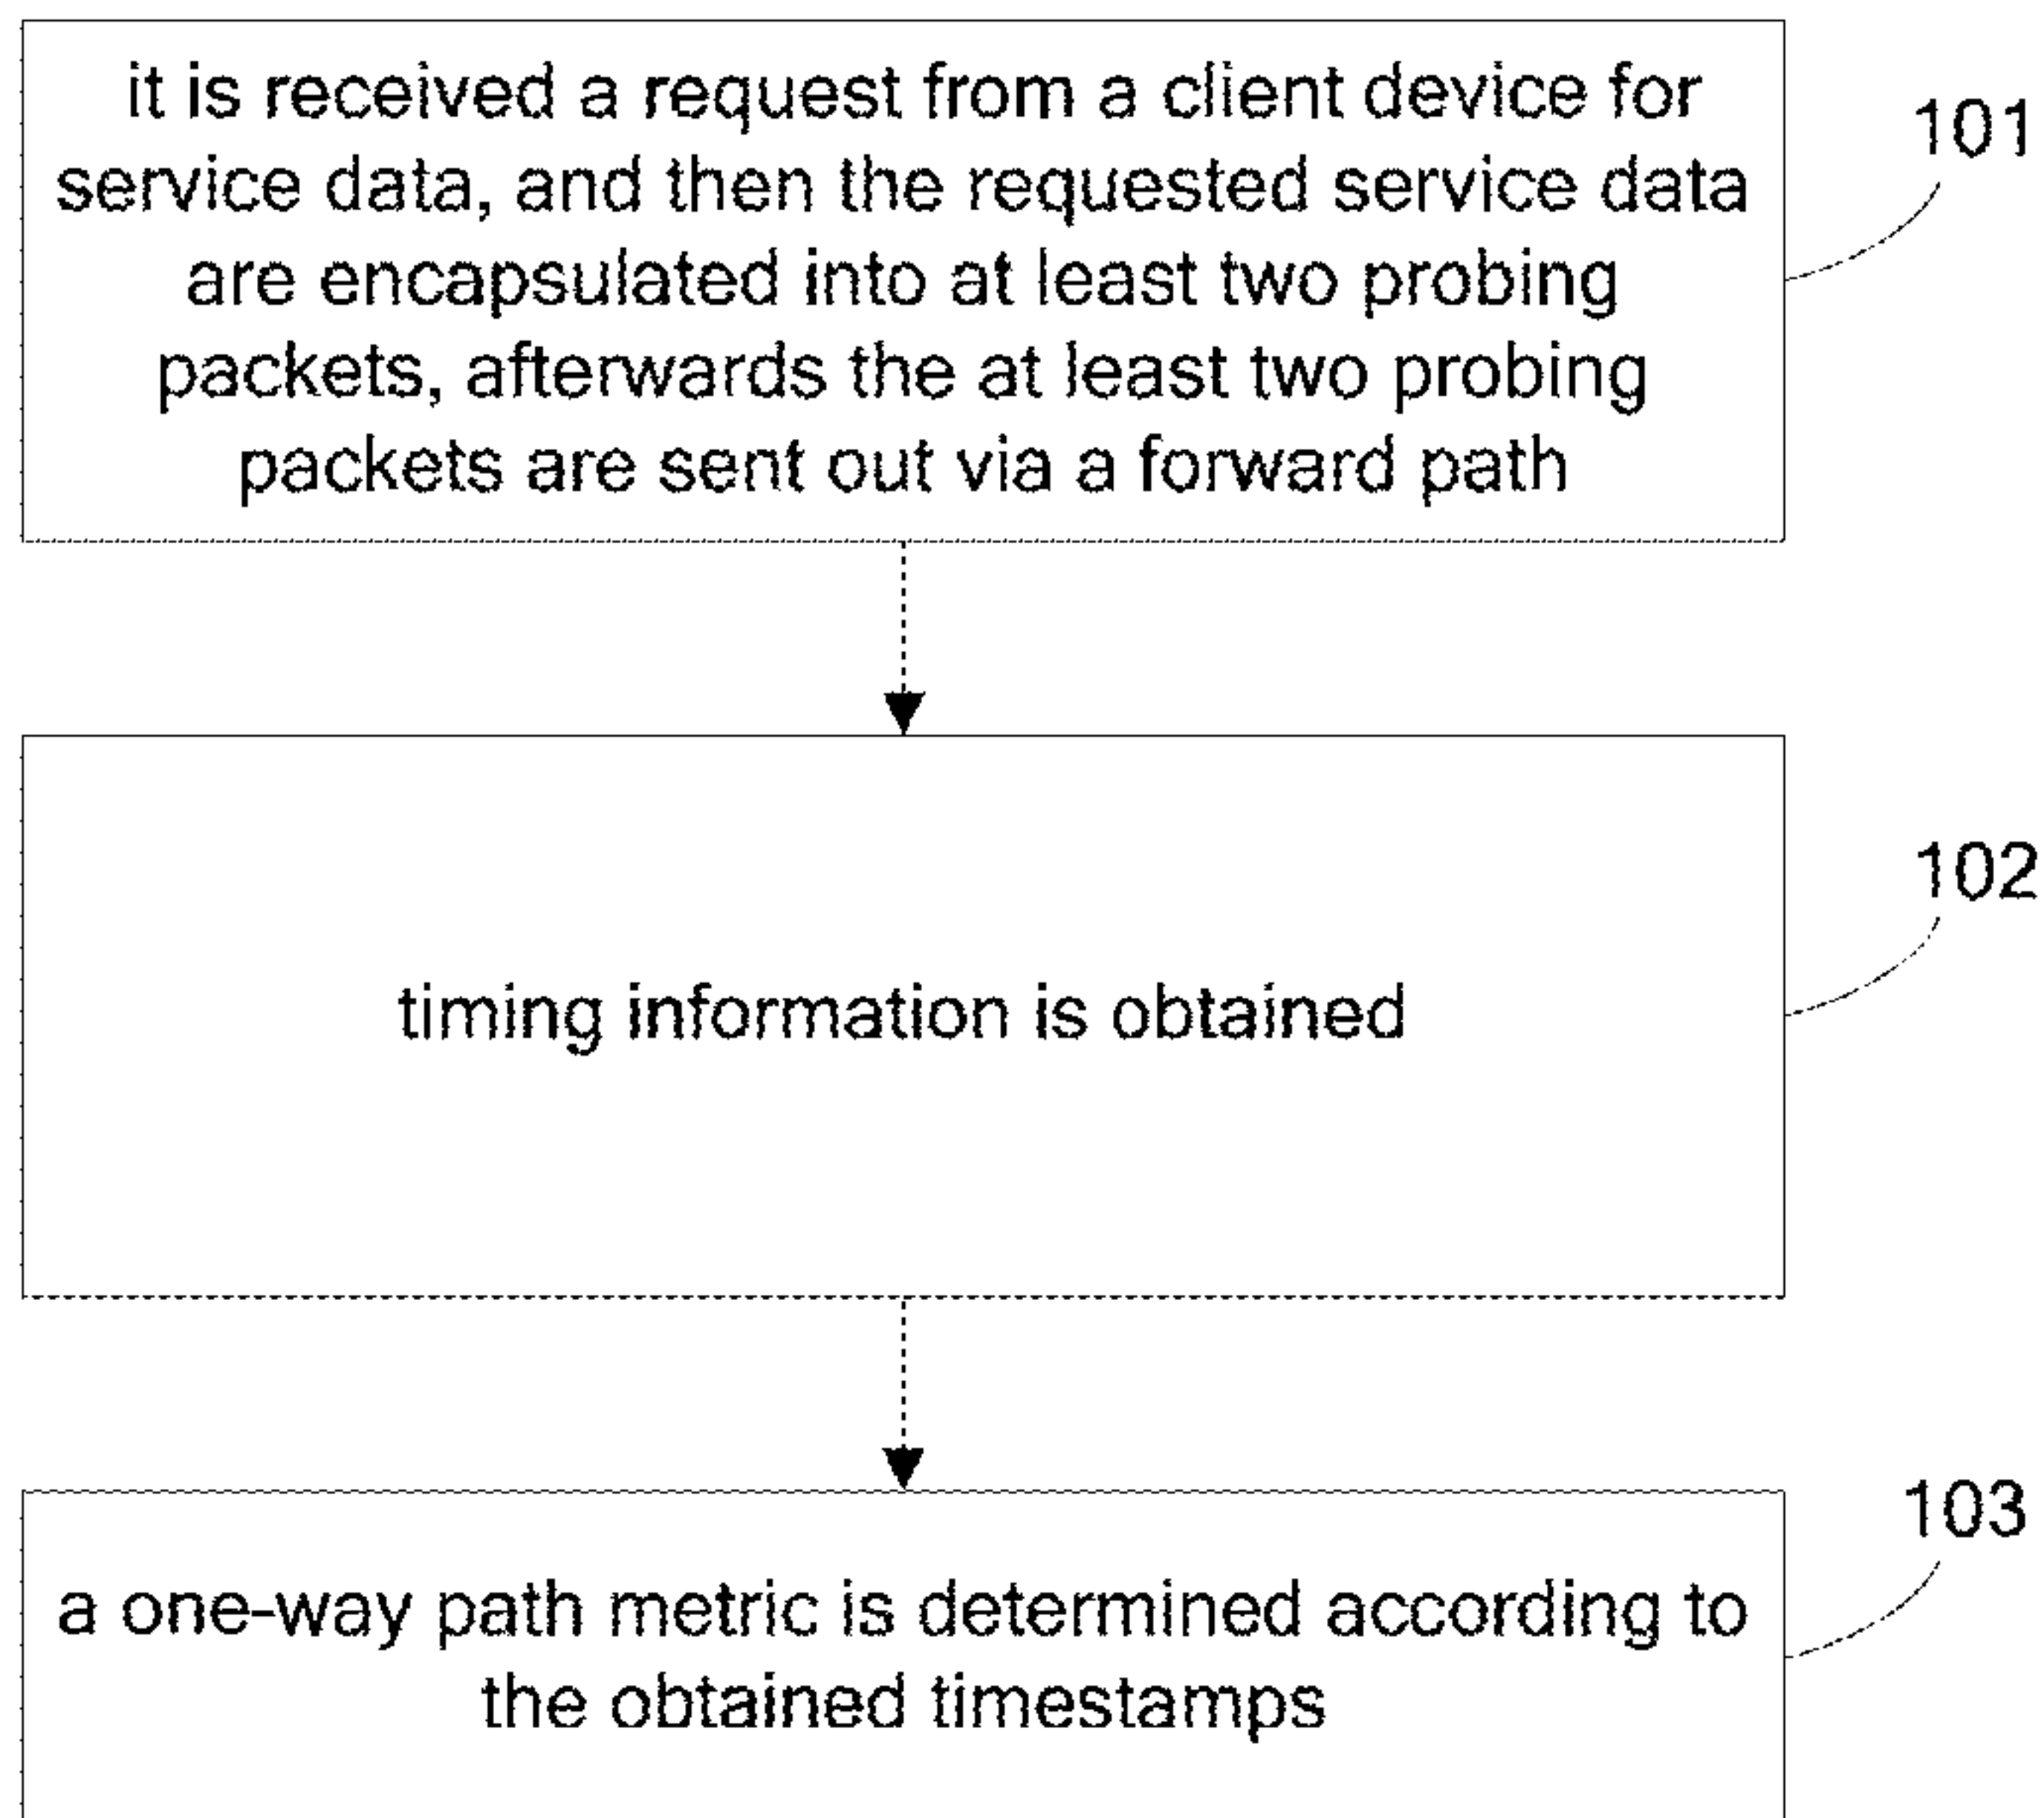 it is received a request from a client device for
service data, and then the requested service data
are encapsulated into at least two probing
packets, afterwards the at least two probing
packets are sent out via a forward path
101
timing information is obtained
102
a one-way path metric is determined according to
the obtained timestamps
103